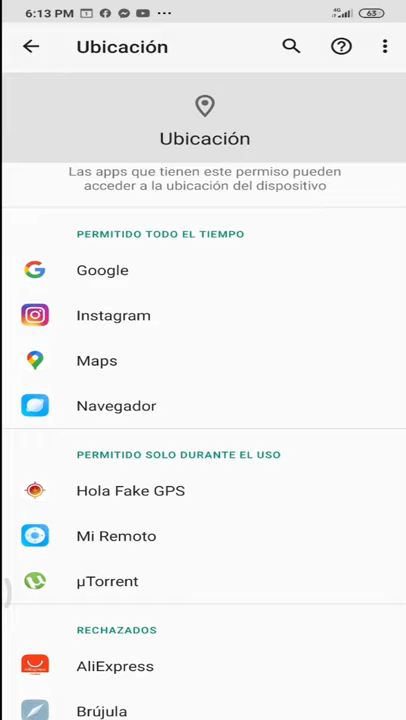 6:13 PM
4G
63
Ubicación
Ubicación
Las apps que tienen este permiso pueden
acceder a la ubicación del dispositivo
PERMITIDO TODO EL TIEMPO
Google
Instagram
Maps
Navegador
PERMITIDO SOLO DURANTE EL USO
Hola Fake GPS
Mi Remoto
µTorrent
RECHAZADOS
AliExpress
Brújula